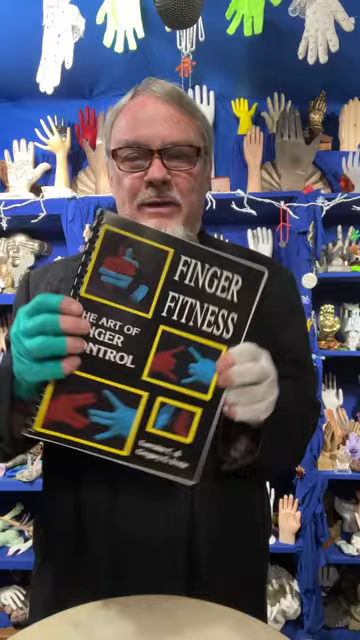 FINGER
FITNESS
THE ART OF
FINGER
CONTROL